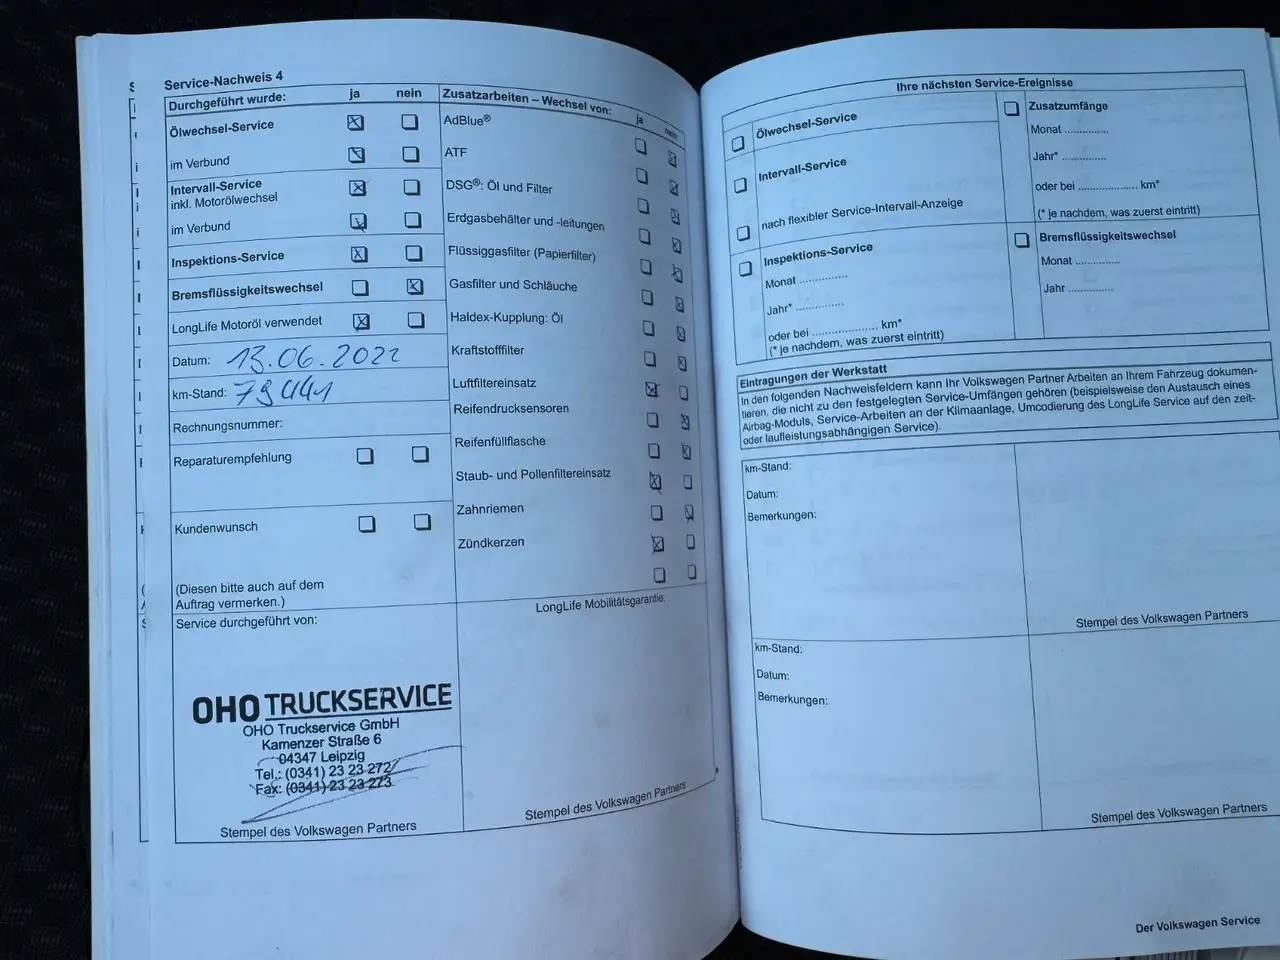 Service-Nachweis 4
Durchgeführt wurde: ja nein
Ölwechsel-Service
im Verbund
Intervall-Service
inkl. Motorölwechsel
im Verbund
Inspektions-Service
Bremsflüssigkeitswechsel
LongLife Motoröl verwendet
Datum: 13.06.2022
km-Stand: 79441
Rechnungsnummer:
Reparaturempfehlung
Kundenwunsch
(Diesen bitte auch auf dem
Auftrag vermerken.)
Service durchgeführt von:
OHO TRUCKSERVICE
OHO Truckservice GmbH
Kamenzer Straße 6
04347 Leipzig
Tel.: (0341) 23 23 272
Fax: (0341) 23 23 273
Stempel des Volkswagen Partners
Zusatzarbeiten – Wechsel von: ja nein
AdBlue®
ATF
DSG®: Öl und Filter
Erdgasbehälter und -leitungen
Flüssiggasfilter (Papierfilter)
Gasfilter und Schläuche
Haldex-Kupplung: Öl
Kraftstofffilter
Luftfiltereinsatz
Reifendrucksensoren
Reifenfüllflasche
Staub- und Pollenfiltereinsatz
Zahnriemen
Zündkerzen
LongLife Mobilitätsgarantie:
Stempel des Volkswagen Partners
Ihre nächsten Service-Ereignisse
Ölwechsel-Service
Intervall-Service
nach flexibler Service-Intervall-Anzeige
Inspektions-Service
Monat ...............
Jahr* ...............
oder bei .................... km*
(* je nachdem, was zuerst eintritt)
Zusatzumfänge
Monat ..............
Jahr* ..............
oder bei .................... km*
(* je nachdem, was zuerst eintritt)
Bremsflüssigkeitswechsel
Monat ..............
Jahr ..............
Eintragungen der Werkstatt
In den folgenden Nachweisfeldern kann Ihr Volkswagen Partner Arbeiten an Ihrem Fahrzeug dokumen-
tieren, die nicht zu den festgelegten Service-Umfängen gehören (beispielsweise den Austausch eines
Airbag-Moduls, Service-Arbeiten an der Klimaanlage, Umcodierung des LongLife Service auf den zeit-
oder laufleistungsabhängigen Service).
km-Stand:
Datum:
Bemerkungen:
Stempel des Volkswagen Partners
km-Stand:
Datum:
Bemerkungen:
Stempel des Volkswagen Partners
Der Volkswagen Service